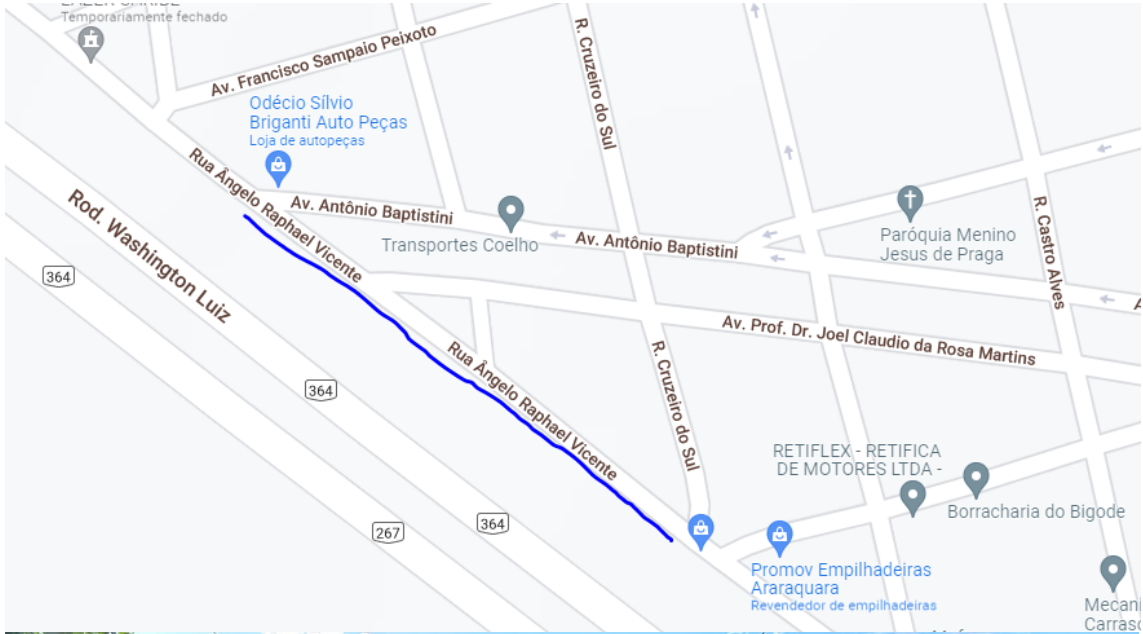 Temporariamente fechado
Av. Francisco Sampaio Peixoto
R. Cruzeiro do Sul
Odécio Sílvio
Briganti Auto Peças
Loja de autopeças
Rua Ângelo Raphael Vicente
Av. Antônio Baptistini
Transportes Coelho
Av. Antônio Baptistini
Paróquia Menino
Jesus de Praga
R. Castro Alves
Rod. Washington Luiz
364
Av. Prof. Dr. Joel Claudio da Rosa Martins
Rua Ângelo Raphael Vicente
R. Cruzeiro do Sul
364
RETIFLEX - RETIFICA
DE MOTORES LTDA -
Borracharia do Bigode
364
267
Promov Empilhadeiras
Araraquara
Revendedor de empilhadeiras